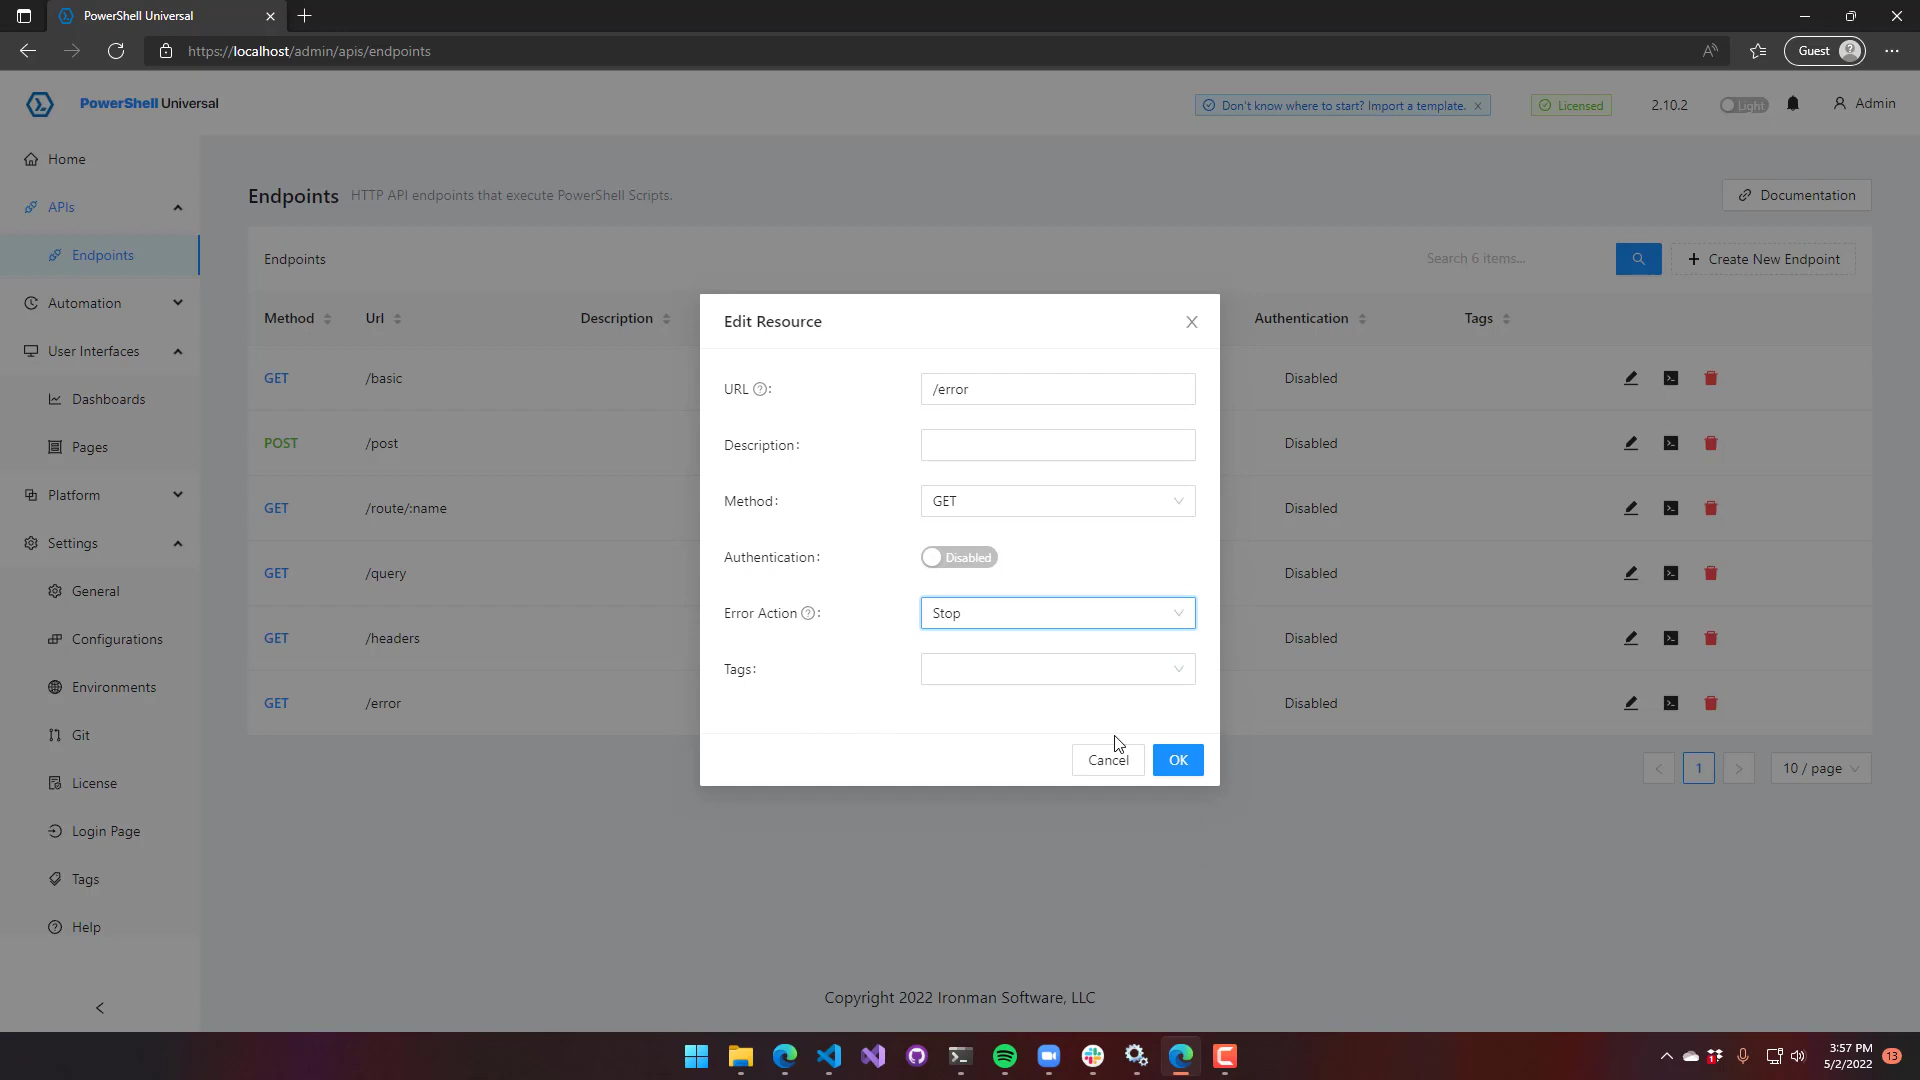 PowerShell Universal
https://localhost/admin/apis/endpoints
Guest
PowerShell Universal
Don't know where to start? Import a template.
Licensed
2.10.2
Light
Admin
Home
APIs
Endpoints
Automation
User Interfaces
Dashboards
Pages
Platform
Settings
General
Configurations
Environments
Git
License
Login Page
Tags
Help
Endpoints
HTTP API endpoints that execute PowerShell Scripts.
Documentation
Endpoints
Search 6 items...
Create New Endpoint
Method
Url
Description
Authentication
Tags
GET
/basic
Disabled
POST
/post
Disabled
GET
/route/:name
Disabled
GET
/query
Disabled
GET
/headers
Disabled
GET
/error
Disabled
1
10 / page
Edit Resource
URL :
/error
Description:
Method:
GET
Authentication:
Disabled
Error Action :
Stop
Tags:
Cancel
OK
Copyright 2022 Ironman Software, LLC
3:57 PM
5/2/2022
13